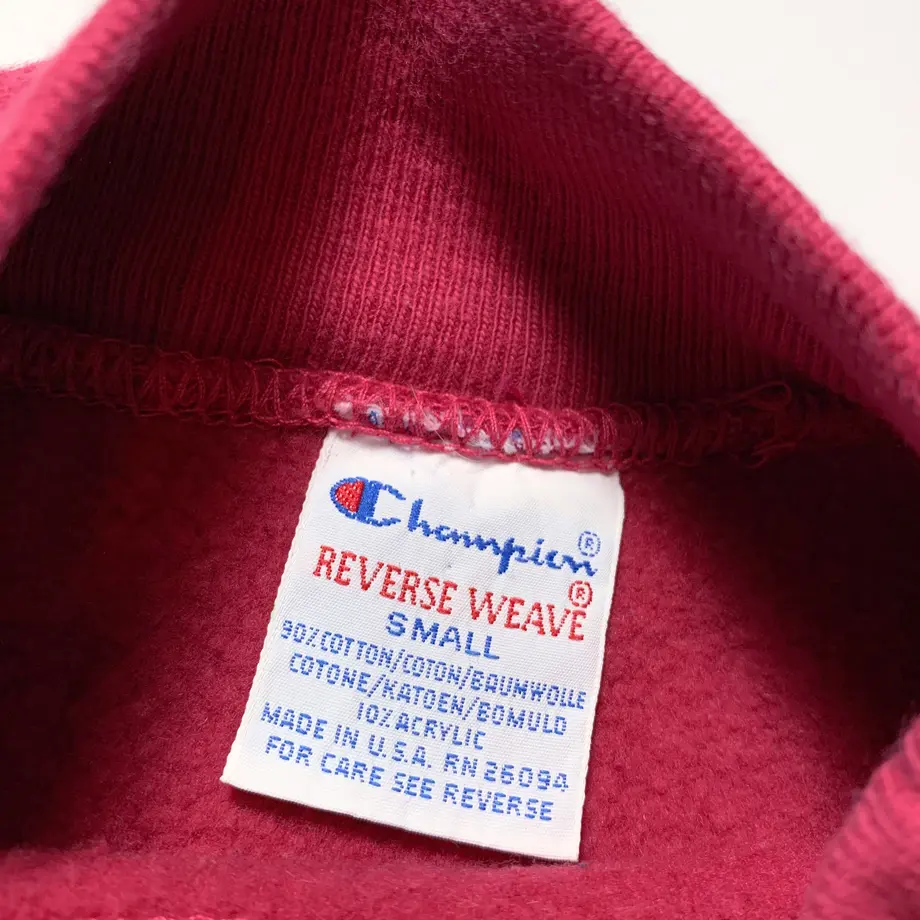 Champion®
REVERSE WEAVE®
SMALL
90% COTTON/COTON/BAUMWOLLE
COTONE/KATOEN/BOMULD
10% ACRYLIC
MADE IN U.S.A. RN 26094
FOR CARE SEE REVERSE